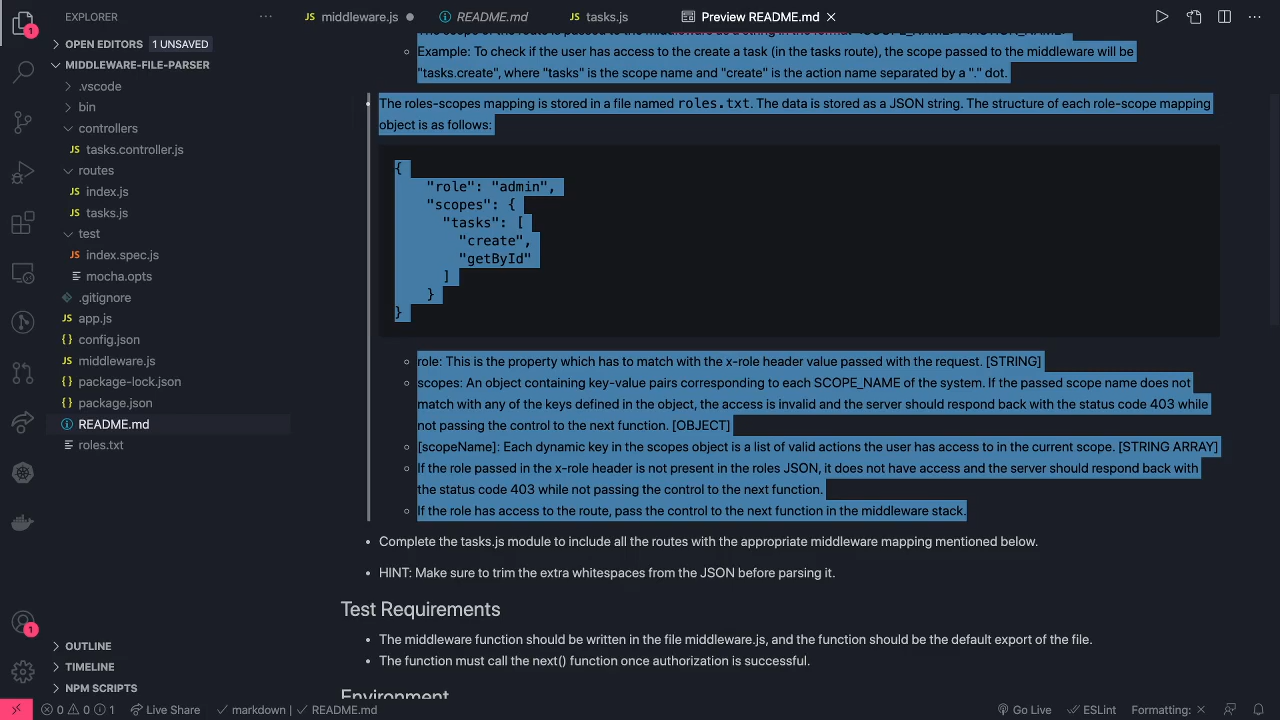 EXPLORER
middleware.js
README.md
tasks.js
Preview README.md
OPEN EDITORS 1 UNSAVED
MIDDLEWARE-FILE-PARSER
.vscode
bin
controllers
tasks.controller.js
routes
index.js
tasks.js
test
index.spec.js
mocha.opts
.gitignore
app.js
config.json
middleware.js
package-lock.json
package.json
README.md
roles.txt
OUTLINE
TIMELINE
NPM SCRIPTS
Example: To check if the user has access to the create a task (in the tasks route), the scope passed to the middleware will be
"tasks.create", where "tasks" is the scope name and "create" is the action name separated by a "." dot.
The roles-scopes mapping is stored in a file named roles.txt. The data is stored as a JSON string. The structure of each role-scope mapping
object is as follows:
{
"role": "admin",
"scopes": {
"tasks": [
"create",
"getById"
]
}
}
role: This is the property which has to match with the x-role header value passed with the request. [STRING]
scopes: An object containing key-value pairs corresponding to each SCOPE_NAME of the system. If the passed scope name does not
match with any of the keys defined in the object, the access is invalid and the server should respond back with the status code 403 while
not passing the control to the next function. [OBJECT]
[scopeName]: Each dynamic key in the scopes object is a list of valid actions the user has access to in the current scope. [STRING ARRAY]
If the role passed in the x-role header is not present in the roles JSON, it does not have access and the server should respond back with
the status code 403 while not passing the control to the next function.
If the role has access to the route, pass the control to the next function in the middleware stack.
Complete the tasks.js module to include all the routes with the appropriate middleware mapping mentioned below.
HINT: Make sure to trim the extra whitespaces from the JSON before parsing it.
Test Requirements
The middleware function should be written in the file middleware.js, and the function should be the default export of the file.
The function must call the next() function once authorization is successful.
Environment
1
1
0 0 1 Live Share markdown | README.md Go Live ESLint Formatting: